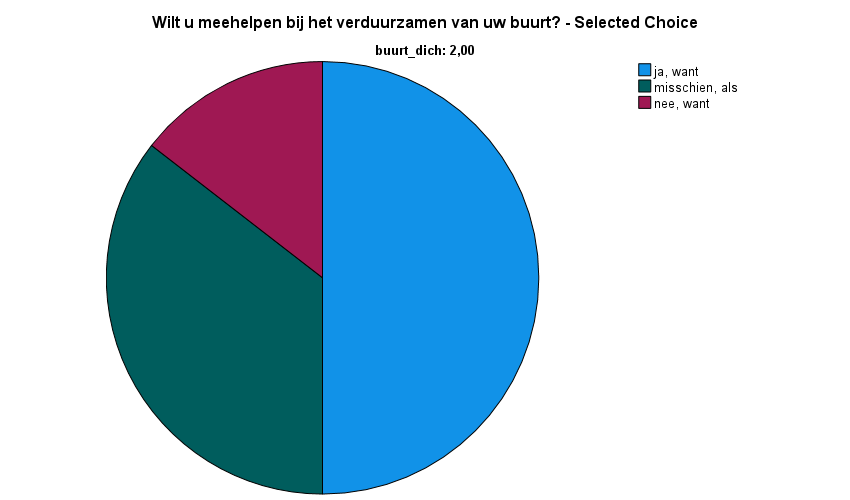 Wilt u meehelpen bij het verduurzamen van uw buurt? - Selected Choice
buurt_dich: 2,00
ja, want
misschien, als
nee, want